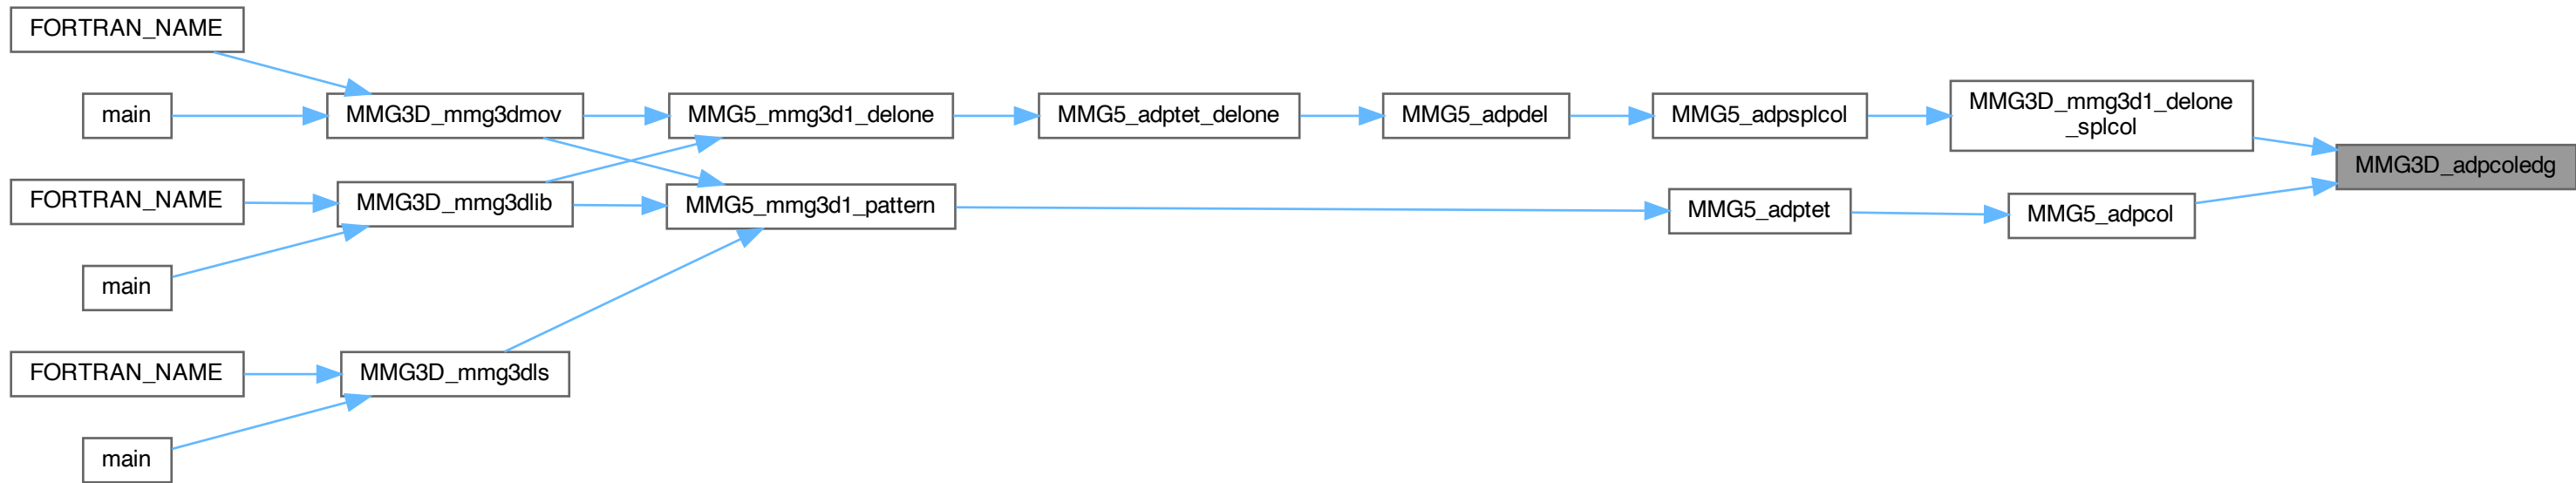 FORTRAN_NAME
main
MMG3D_mmg3dmov
MMG5_mmg3d1_delone
MMG5_adptet_delone
MMG5_adpdel
MMG5_adpsplcol
MMG3D_mmg3d1_delone
_splcol
MMG3D_adpcoledg
FORTRAN_NAME
MMG3D_mmg3dlib
MMG5_mmg3d1_pattern
MMG5_adptet
MMG5_adpcol
main
FORTRAN_NAME
MMG3D_mmg3dls
main